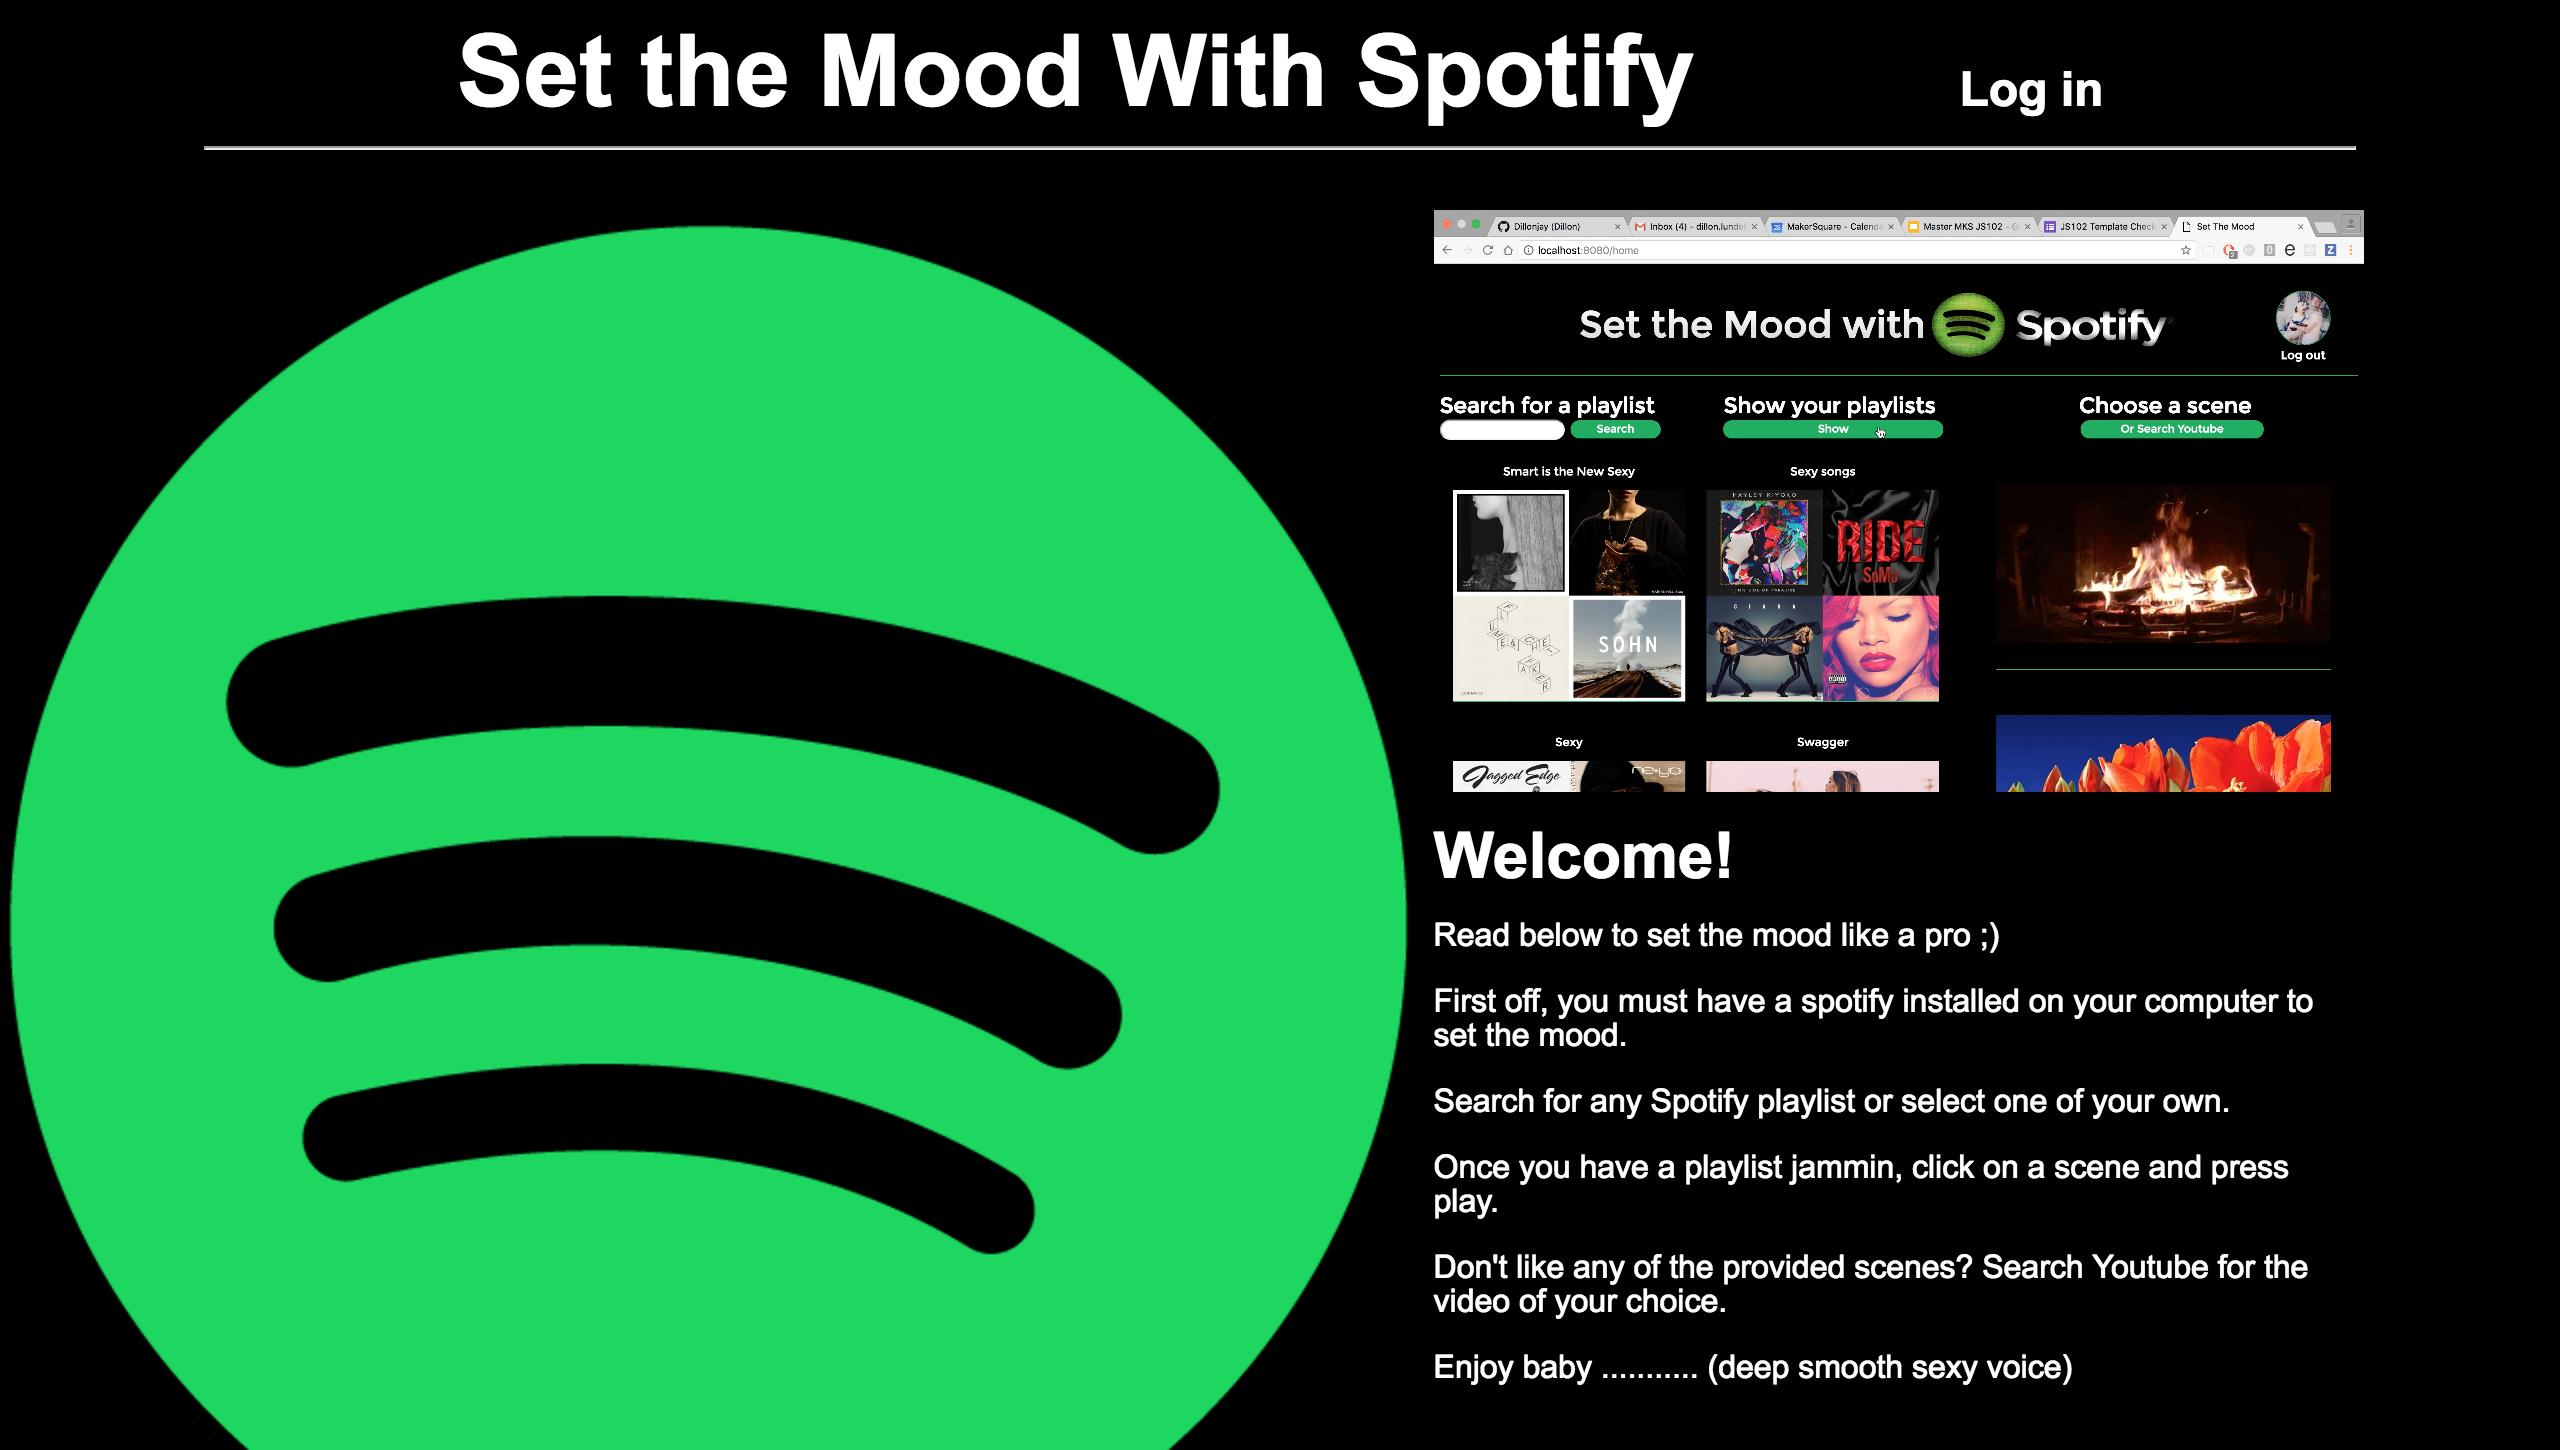 Set the Mood With Spotify
Log in
Dillonjay (Dillon)
Inbox (4) - dillon.lundel
MakerSquare - Calenda
Master MKS JS102 - G
JS102 Template Check
Set The Mood
localhost:8080/home
Set the Mood with Spotify
Log out
Search for a playlist
Show your playlists
Choose a scene
Search
Show
Or Search Youtube
Smart is the New Sexy
Sexy songs
HAYLEY KIYOKO
THIS SIDE OF PARADISE
RIDE
SoMo
SOHN
CIARA
Sexy
Swagger
Jagged Edge
ne-yo
Welcome!
Read below to set the mood like a pro ;)
First off, you must have a spotify installed on your computer to
set the mood.
Search for any Spotify playlist or select one of your own.
Once you have a playlist jammin, click on a scene and press
play.
Don't like any of the provided scenes? Search Youtube for the
video of your choice.
Enjoy baby ........... (deep smooth sexy voice)